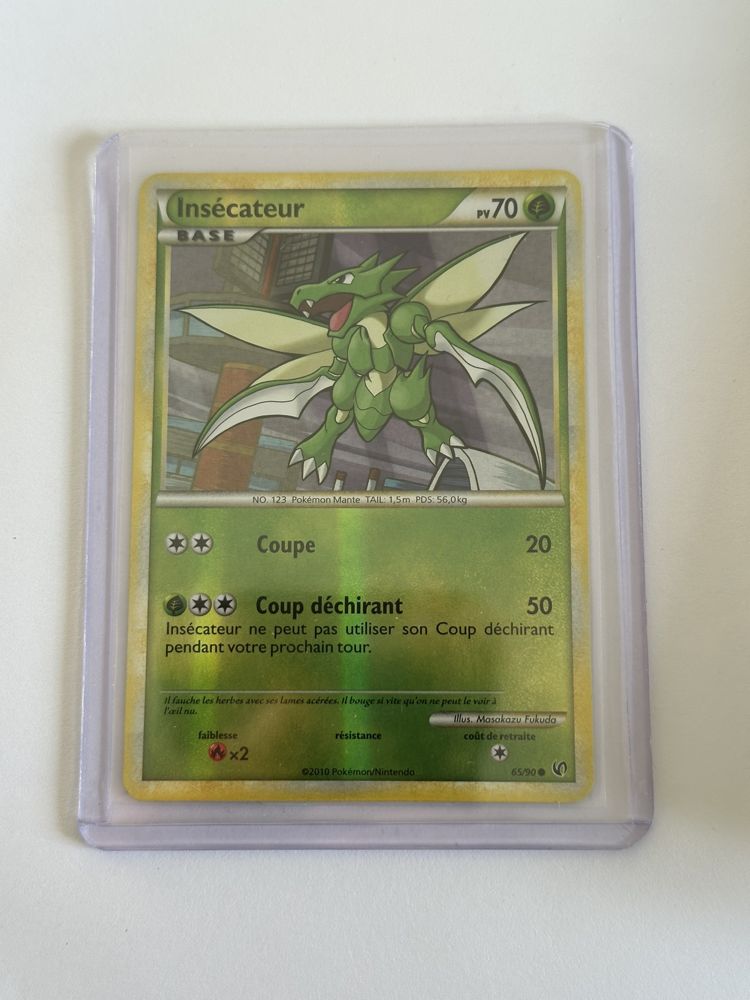 Insécateur
PV 70
BASE
NO. 123 Pokémon Mante TAIL: 1,5m PDS: 56,0kg
Coupe 20
Coup déchirant 50
Insécateur ne peut pas utiliser son Coup déchirant
pendant votre prochain tour.
Il fauche les herbes avec ses lames acérées. Il bouge si vite qu'on ne peut le voir à
l'œil nu.
Illus. Masakazu Fukuda
faiblesse résistance coût de retraite
×2
©2010 Pokémon/Nintendo 65/90